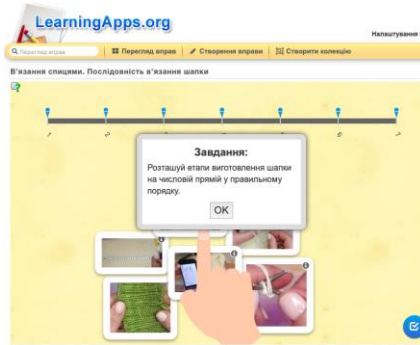 LearningApps.org
Налаштування
Перегляд вправ
Перегляд вправ
Створення вправи
Створити колекцію
В'язання спицями. Послідовність в'язання шапки
Завдання:
Розташуй етапи виготовлення шапки
на числовій прямій у правильному
порядку.
OK